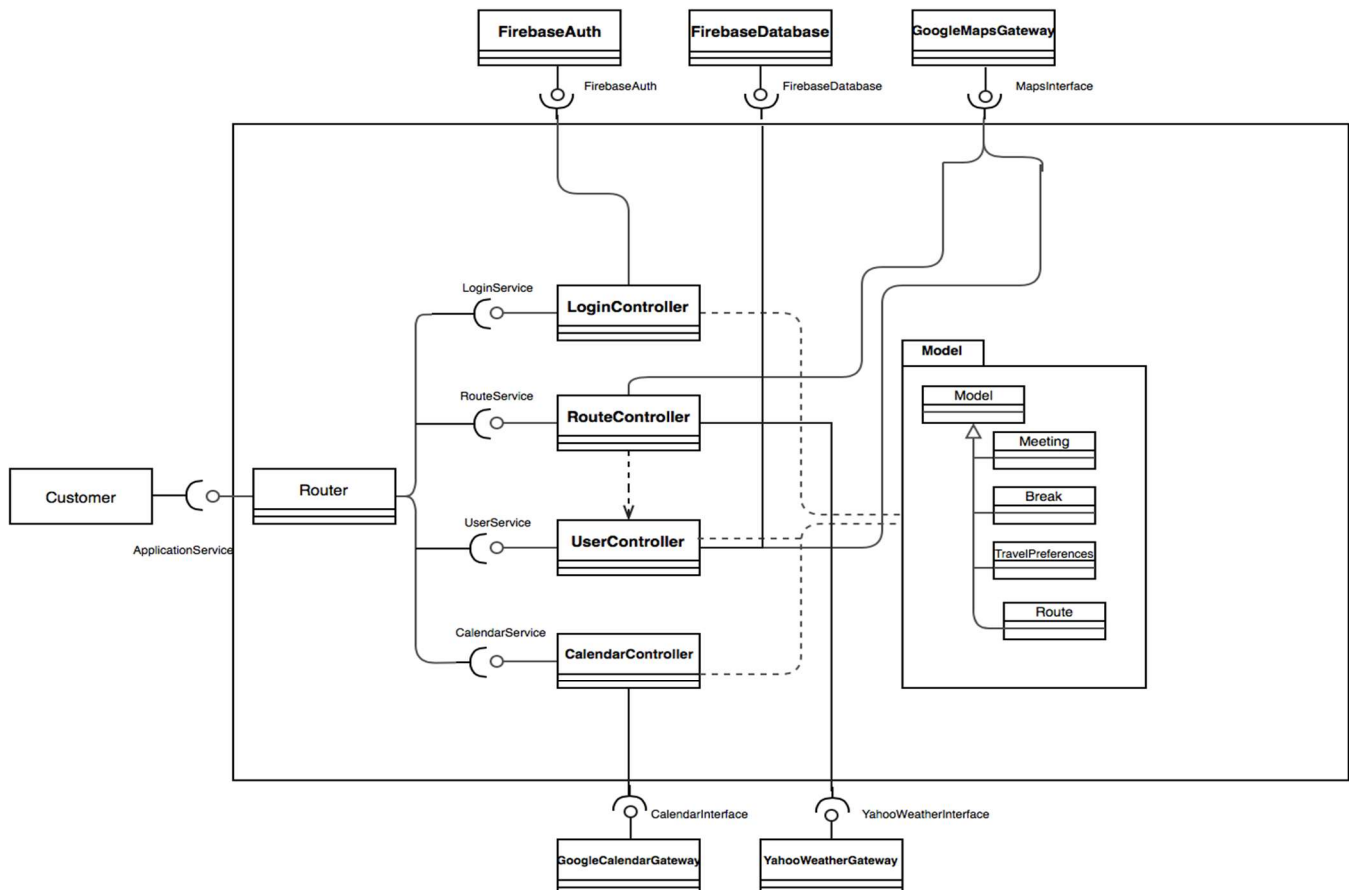 FirebaseAuth
FirebaseDatabase
GoogleMapsGateway
FirebaseAuth
FirebaseDatabase
MapsInterface
LoginService
LoginController
RouteService
RouteController
Model
Model
Meeting
Break
TravelPreferences
Route
Customer
ApplicationService
Router
UserService
UserController
CalendarService
CalendarController
CalendarInterface
YahooWeatherInterface
GoogleCalendarGateway
YahooWeatherGateway